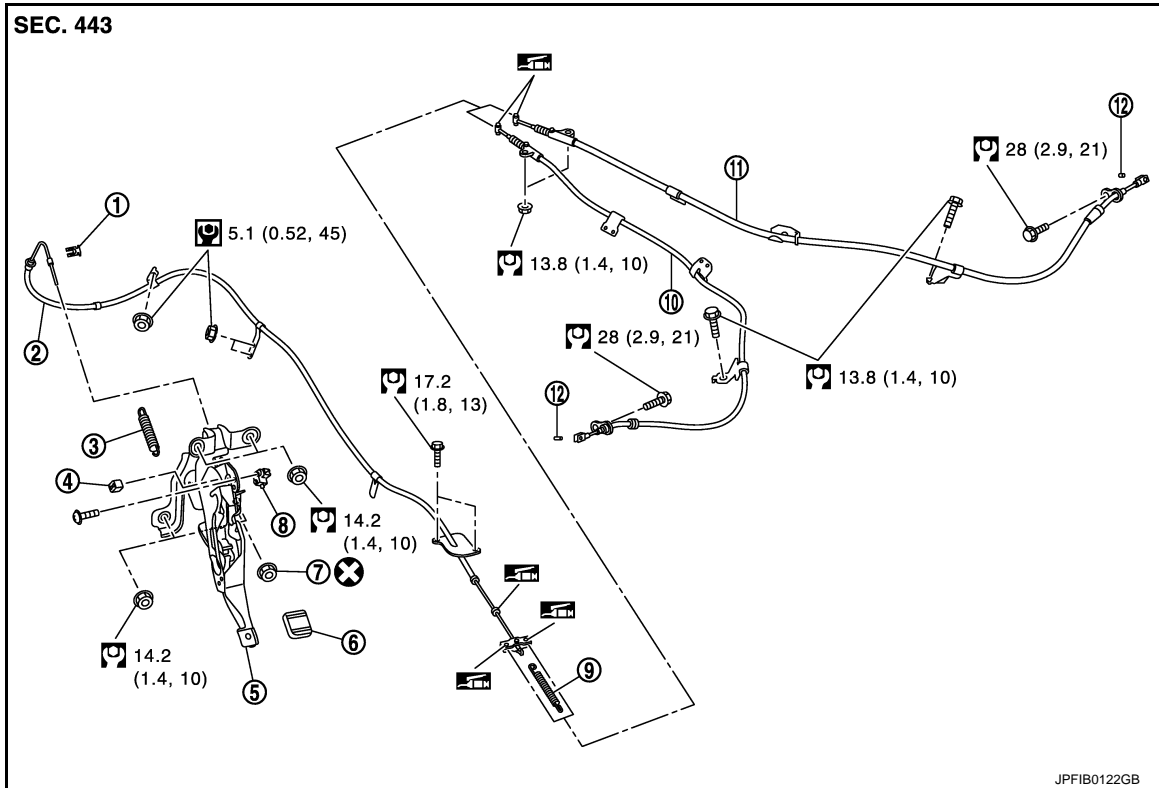 SEC. 443
12
28 (2.9, 21)
11
1
5.1 (0.52, 45)
13.8 (1.4, 10)
10
2
28 (2.9, 21)
13.8 (1.4, 10)
17.2
(1.8, 13)
12
3
4
8
14.2
(1.4, 10)
7
6
9
14.2
(1.4, 10)
5
JPFIB0122GB